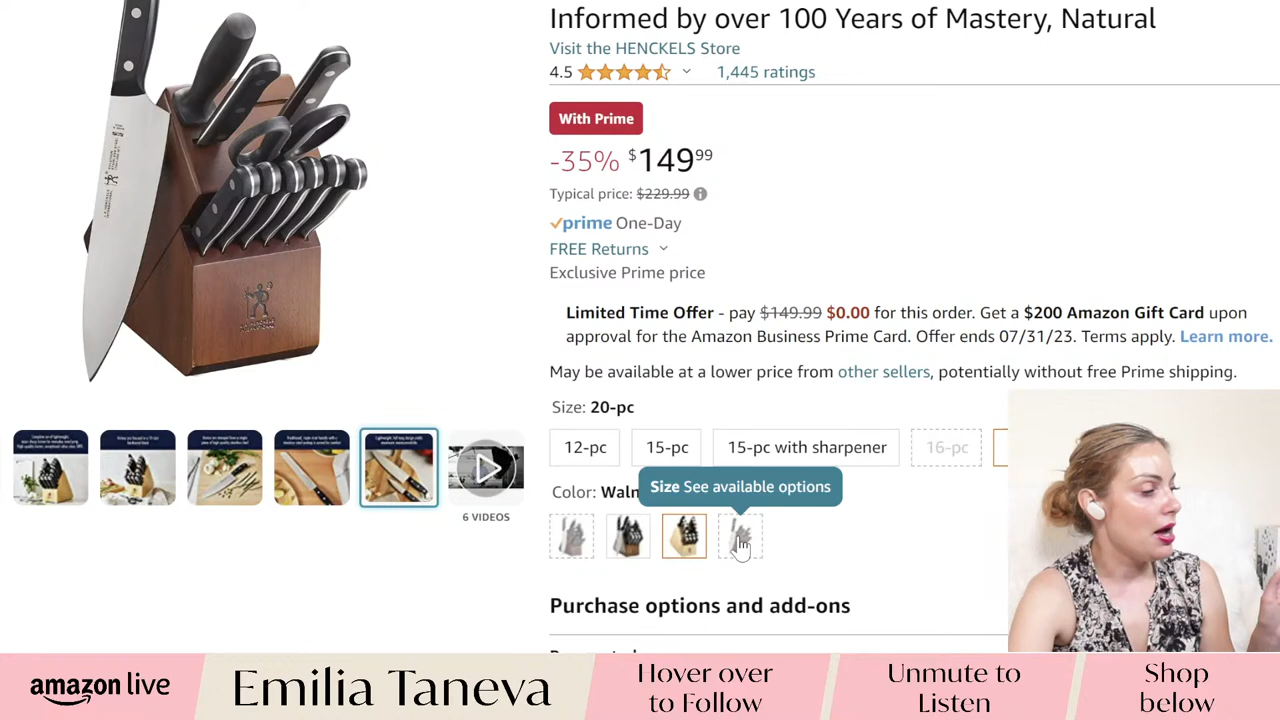 Informed by over 100 Years of Mastery, Natural
Visit the HENCKELS Store
4.5 1,445 ratings
With Prime
-35% $149 99
Typical price: $229.99
prime One-Day
FREE Returns
Exclusive Prime price
Limited Time Offer - pay $149.99 $0.00 for this order. Get a $200 Amazon Gift Card upon
approval for the Amazon Business Prime Card. Offer ends 07/31/23. Terms apply. Learn more.
May be available at a lower price from other sellers, potentially without free Prime shipping.
Size: 20-pc
12-pc 15-pc 15-pc with sharpener 16-pc
Size See available options
Color: Waln
6 VIDEOS
Purchase options and add-ons
amazon live
Emilia Taneva
Hover over
to Follow
Unmute to
Listen
Shop
below